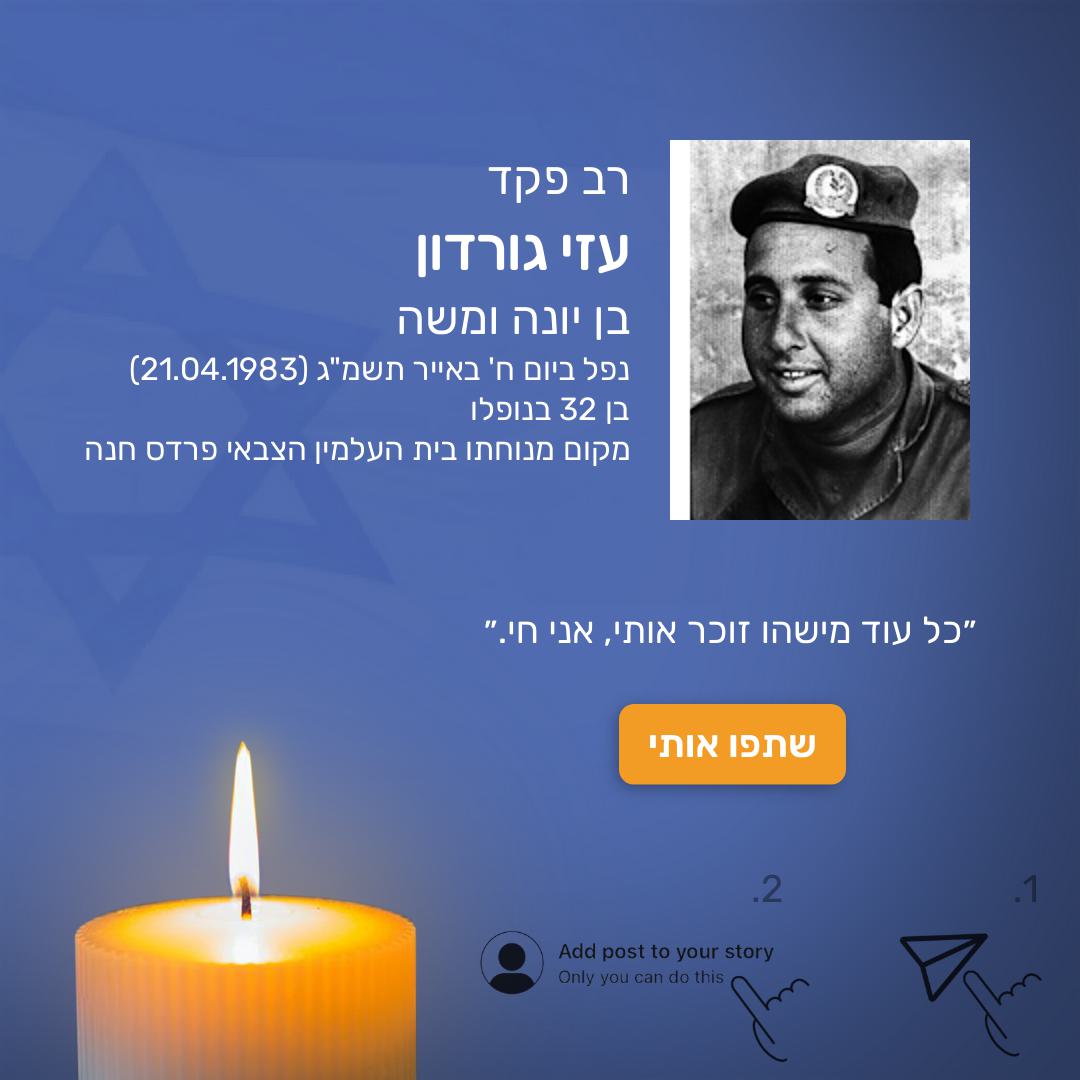 רב פקד
עזי גורדון
בן יונה ומשה
נפל ביום ח' באייר תשמ"ג (21.04.1983)
בן 32 בנופלו
מקום מנוחתו בית העלמין הצבאי פרדס חנה
״כל עוד מישהו זוכר אותי, אני חי.״
שתפו אותי
1.
2.
Add post to your story
Only you can do this